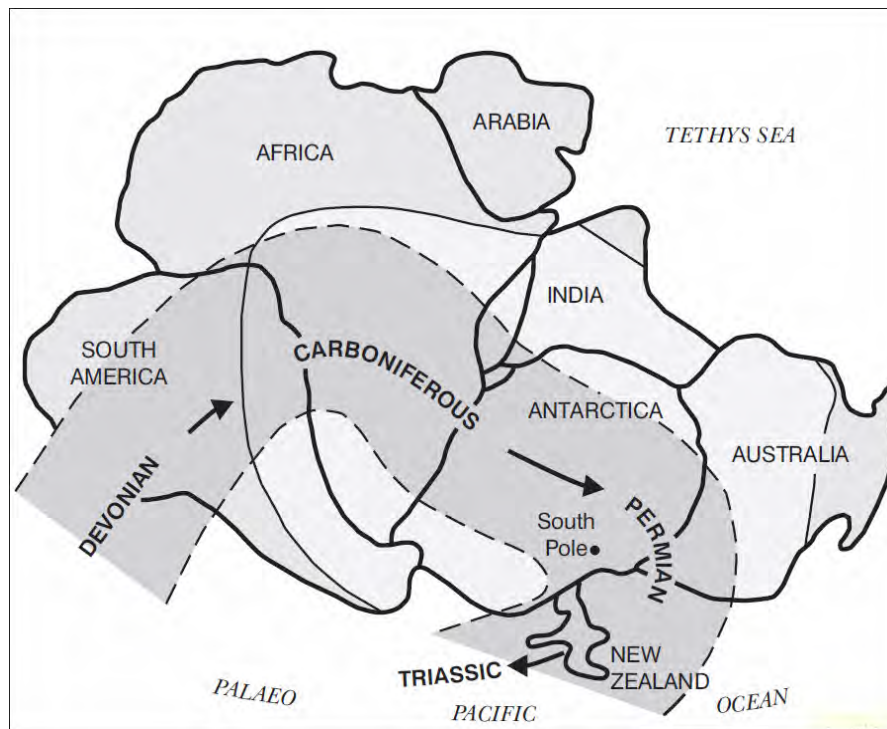 ARABIA
TETHYS SEA
AFRICA
INDIA
SOUTH
AMERICA
CARBONIFEROUS
ANTARCTICA
AUSTRALIA
DEVONIAN
South
Pole
PERMIAN
TRIASSIC
NEW
ZEALAND
PALAEO
PACIFIC
OCEAN